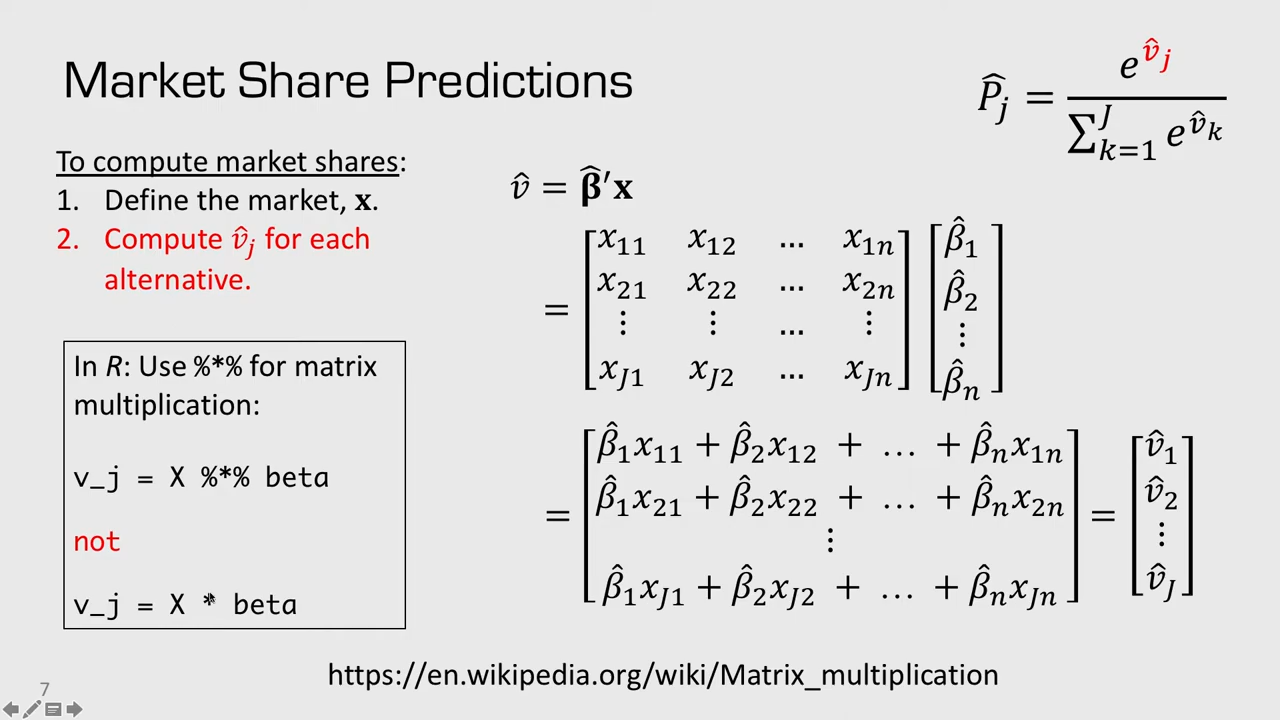 Market Share Predictions
P̂_j = e^{v̂_j} / ∑_{k=1}^{J} e^{v̂_k}
To compute market shares:
1. Define the market, x.
2. Compute v̂_j for each
alternative.
In R: Use %*% for matrix
multiplication:
v_j = X %*% beta
not
v_j = X * beta
v̂ = β̂′x
= [ x_11 x_12 … x_1n ] [ β̂_1 ]
[ x_21 x_22 … x_2n ] [ β̂_2 ]
[ ⋮ ⋮ … ⋮ ] [ ⋮ ]
[ x_J1 x_J2 … x_Jn ] [ β̂_n ]
[ β̂_1x_11 + β̂_2x_12 + … + β̂_nx_1n ] [ v̂_1 ]
= [ β̂_1x_21 + β̂_2x_22 + … + β̂_nx_2n ] = [ v̂_2 ]
[ ⋮ ] [ ⋮ ]
[ β̂_1x_J1 + β̂_2x_J2 + … + β̂_nx_Jn ] [ v̂_J ]
https://en.wikipedia.org/wiki/Matrix_multiplication
7